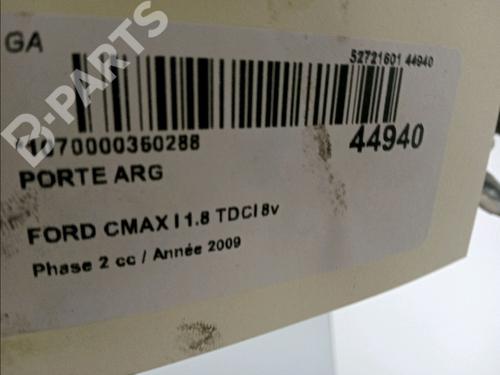 GA
B-PARTS
52721601 44940
*1070000360288
44940
PORTE ARG
FORD CMAX I 1.8 TDCI 8v
Phase 2 cc / Année 2009